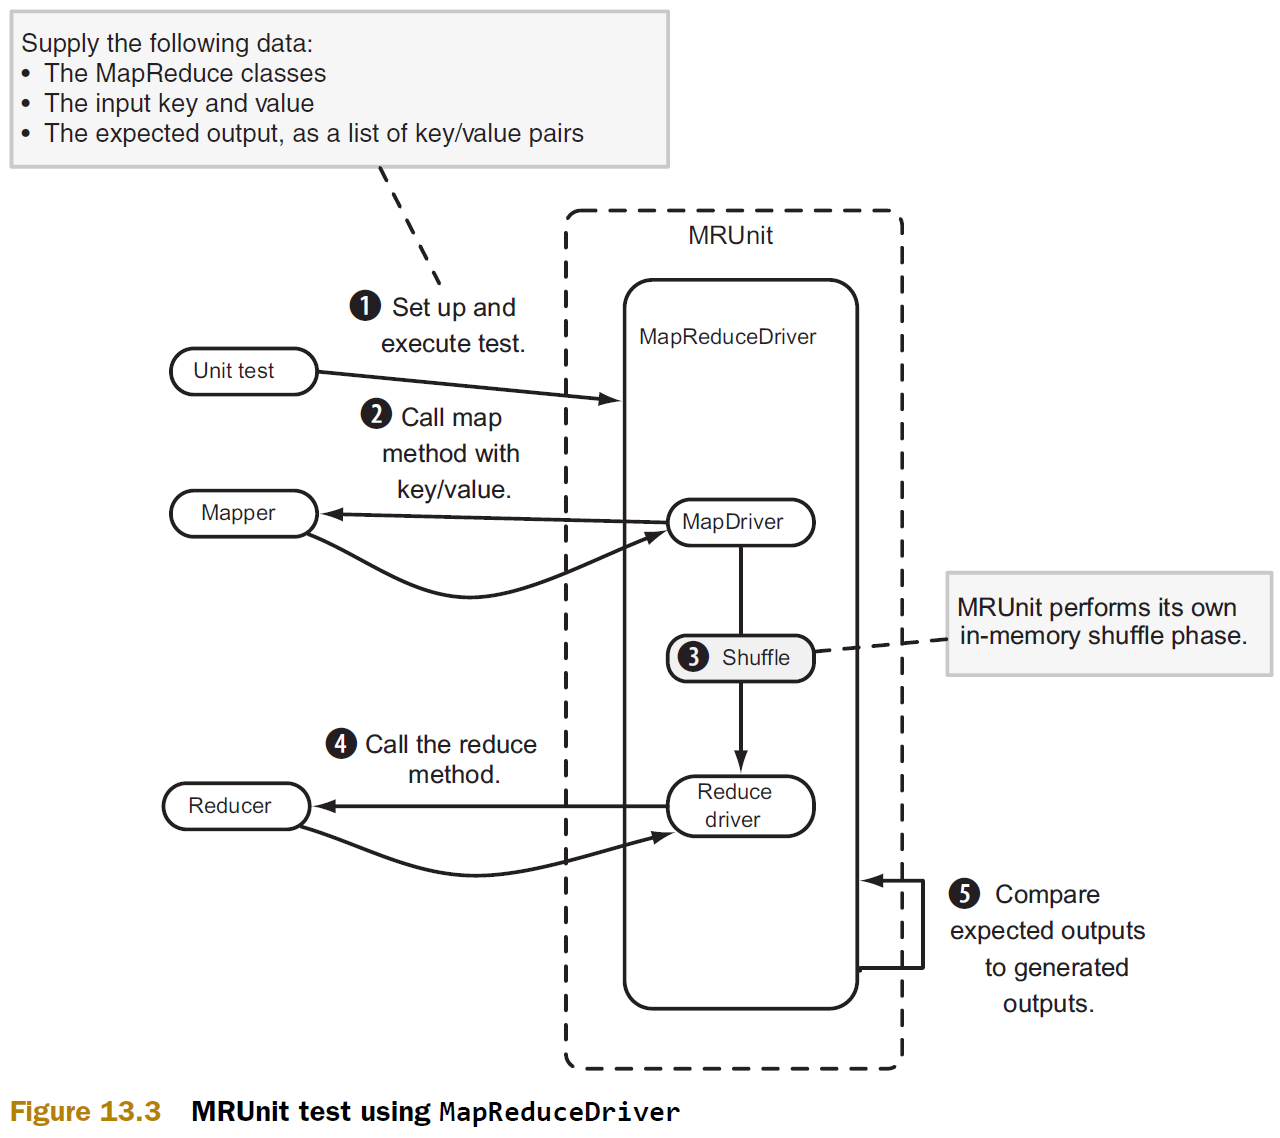 Supply the following data:
• The MapReduce classes
• The input key and value
• The expected output, as a list of key/value pairs
MRUnit
1 Set up and
execute test.
MapReduceDriver
Unit test
2 Call map
method with
key/value.
Mapper
MapDriver
MRUnit performs its own
in-memory shuffle phase.
3 Shuffle
4 Call the reduce
method.
Reducer
Reduce
driver
5 Compare
expected outputs
to generated
outputs.
Figure 13.3 MRUnit test using MapReduceDriver